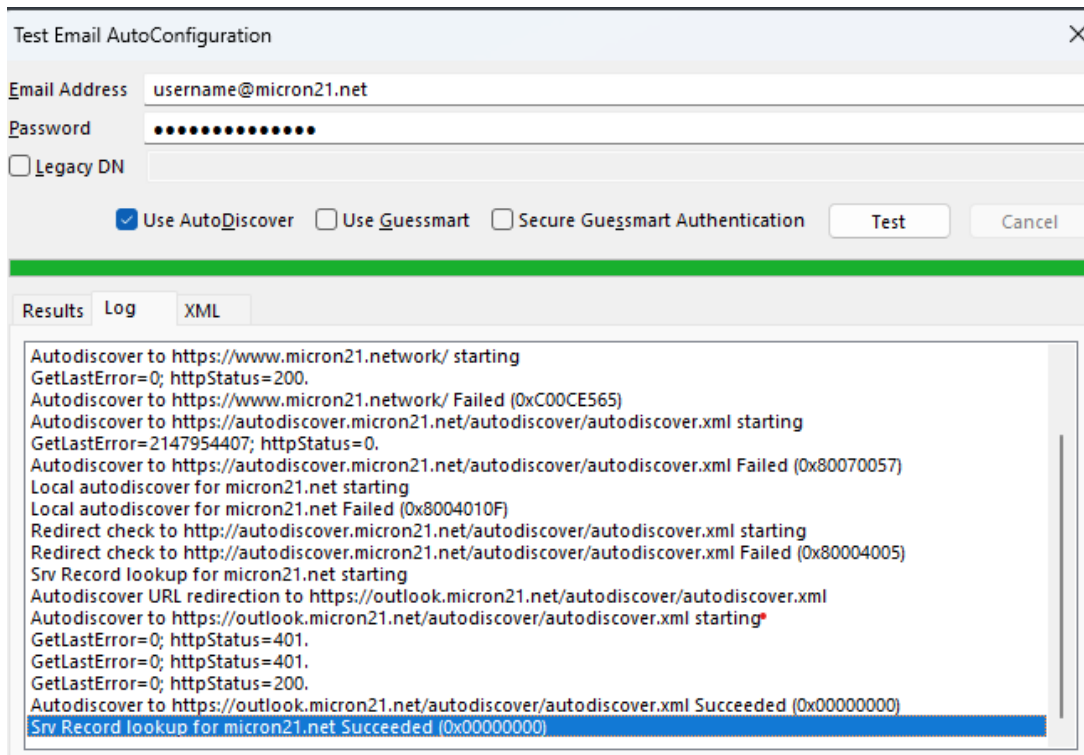 Test Email AutoConfiguration
Email Address username@micron21.net
Password ••••••••••••••
Legacy DN
Use AutoDiscover Use Guessmart Secure Guessmart Authentication Test Cancel
Results Log XML
Autodiscover to https://www.micron21.network/ starting
GetLastError=0; httpStatus=200.
Autodiscover to https://www.micron21.network/ Failed (0xC00CE565)
Autodiscover to https://autodiscover.micron21.net/autodiscover/autodiscover.xml starting
GetLastError=2147954407; httpStatus=0.
Autodiscover to https://autodiscover.micron21.net/autodiscover/autodiscover.xml Failed (0x80070057)
Local autodiscover for micron21.net starting
Local autodiscover for micron21.net Failed (0x8004010F)
Redirect check to http://autodiscover.micron21.net/autodiscover/autodiscover.xml starting
Redirect check to http://autodiscover.micron21.net/autodiscover/autodiscover.xml Failed (0x80004005)
Srv Record lookup for micron21.net starting
Autodiscover URL redirection to https://outlook.micron21.net/autodiscover/autodiscover.xml
Autodiscover to https://outlook.micron21.net/autodiscover/autodiscover.xml starting
GetLastError=0; httpStatus=401.
GetLastError=0; httpStatus=401.
GetLastError=0; httpStatus=200.
Autodiscover to https://outlook.micron21.net/autodiscover/autodiscover.xml Succeeded (0x00000000)
Srv Record lookup for micron21.net Succeeded (0x00000000)